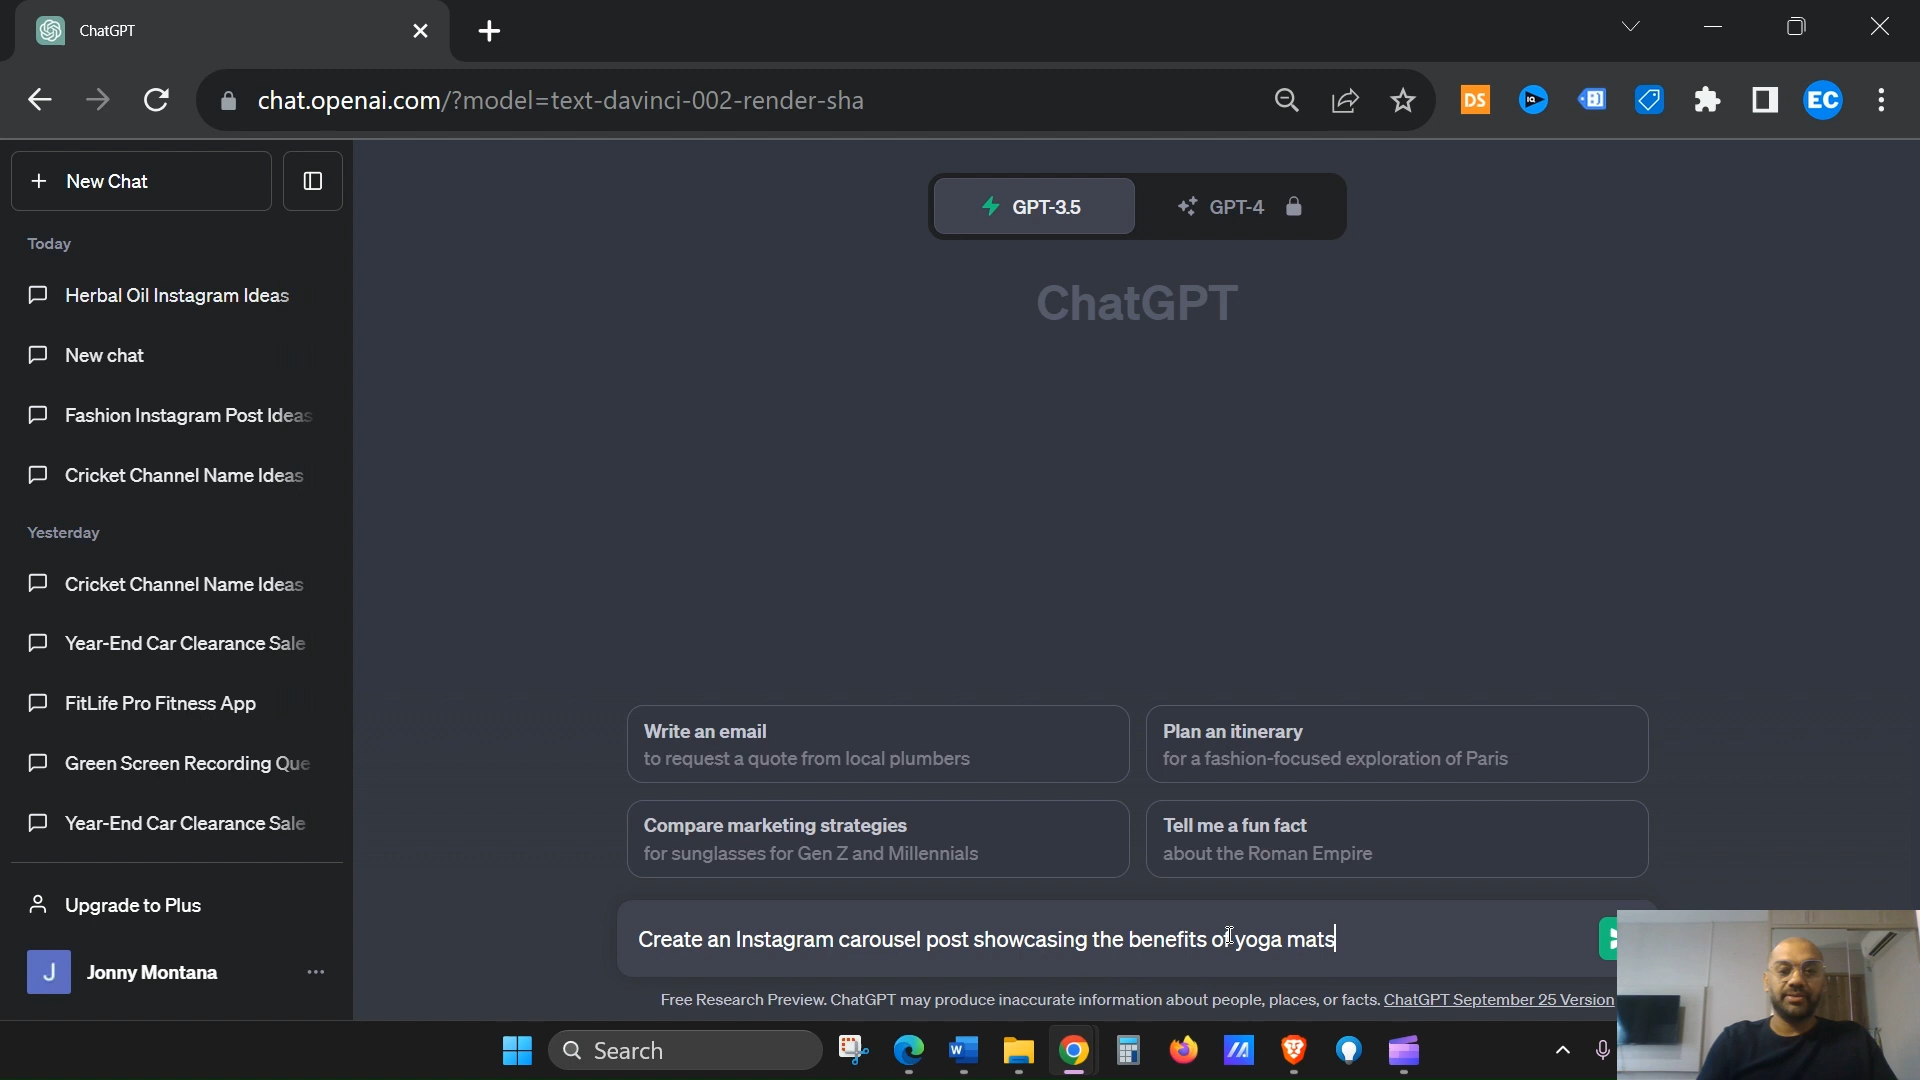 ChatGPT
chat.openai.com/?model=text-davinci-002-render-sha
DS
IQ
EC
New Chat
GPT-3.5
GPT-4
Today
ChatGPT
Herbal Oil Instagram Ideas
New chat
Fashion Instagram Post Ideas
Cricket Channel Name Ideas
Yesterday
Cricket Channel Name Ideas
Year-End Car Clearance Sale
FitLife Pro Fitness App
Green Screen Recording Que
Year-End Car Clearance Sale
Write an email
to request a quote from local plumbers
Plan an itinerary
for a fashion-focused exploration of Paris
Compare marketing strategies
for sunglasses for Gen Z and Millennials
Tell me a fun fact
about the Roman Empire
Upgrade to Plus
Create an Instagram carousel post showcasing the benefits of yoga mats
J
Jonny Montana
Free Research Preview. ChatGPT may produce inaccurate information about people, places, or facts. ChatGPT September 25 Version
Search
W